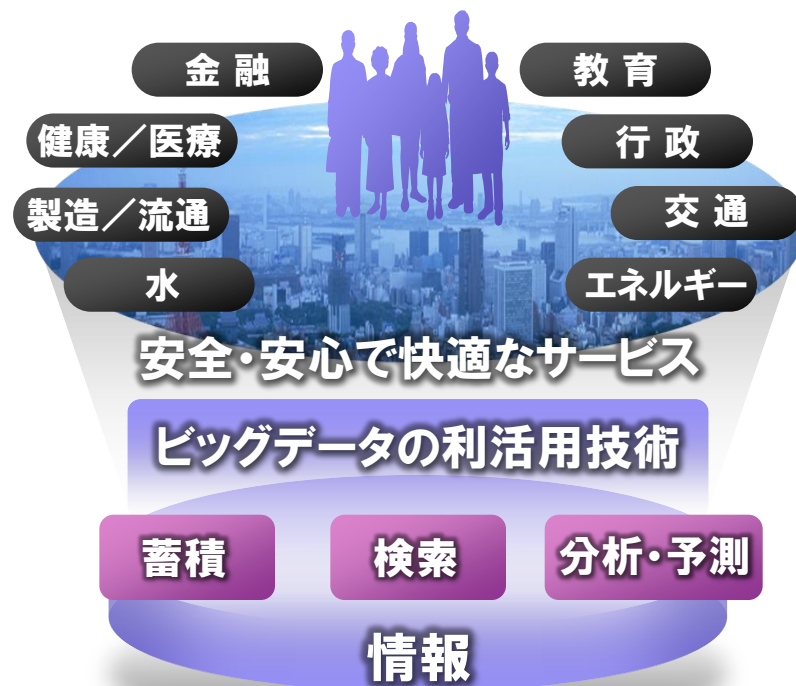 金融
教育
健康／医療
行政
製造／流通
交通
水
エネルギー
安全・安心で快適なサービス
ビッグデータの利活用技術
蓄積
検索
分析・予測
情報